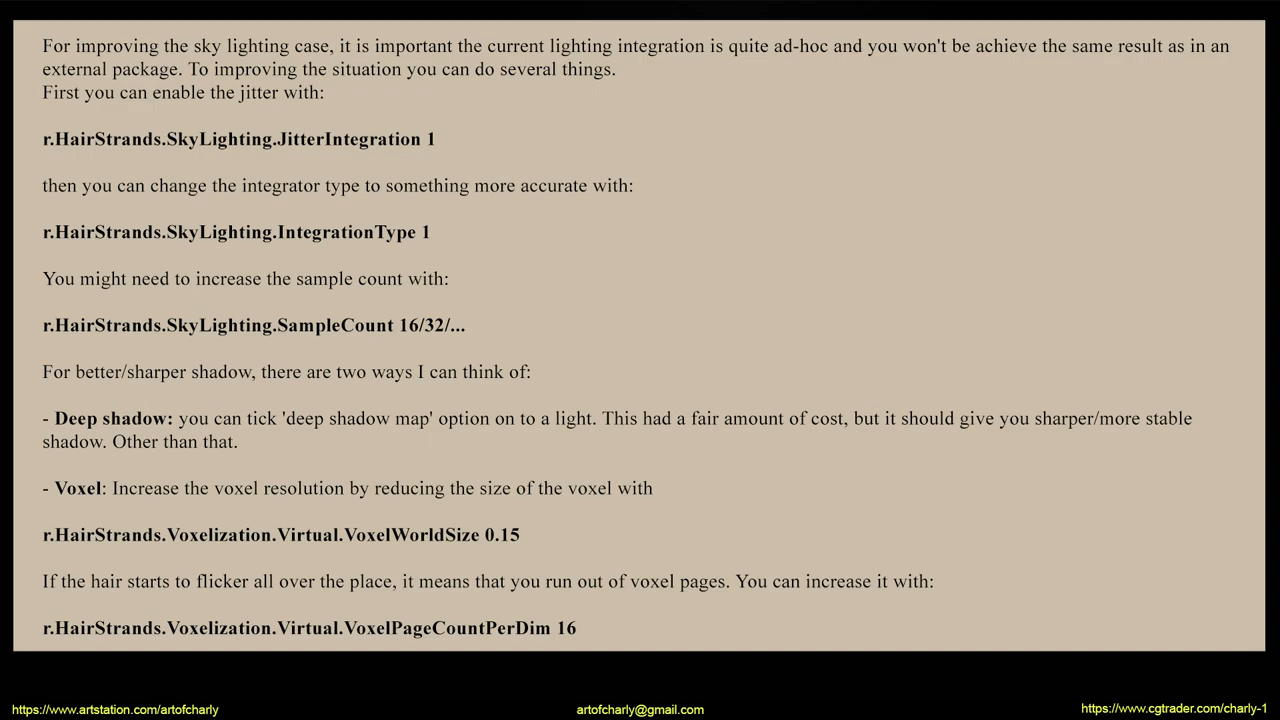 For improving the sky lighting case, it is important the current lighting integration is quite ad-hoc and you won't be achieve the same result as in an
external package. To improving the situation you can do several things.
First you can enable the jitter with:
r.HairStrands.SkyLighting.JitterIntegration 1
then you can change the integrator type to something more accurate with:
r.HairStrands.SkyLighting.IntegrationType 1
You might need to increase the sample count with:
r.HairStrands.SkyLighting.SampleCount 16/32/...
For better/sharper shadow, there are two ways I can think of:
- Deep shadow: you can tick 'deep shadow map' option on to a light. This had a fair amount of cost, but it should give you sharper/more stable
shadow. Other than that.
- Voxel: Increase the voxel resolution by reducing the size of the voxel with
r.HairStrands.Voxelization.Virtual.VoxelWorldSize 0.15
If the hair starts to flicker all over the place, it means that you run out of voxel pages. You can increase it with:
r.HairStrands.Voxelization.Virtual.VoxelPageCountPerDim 16
https://www.artstation.com/artofcharly
artofcharly@gmail.com
https://www.cgtrader.com/charly-1